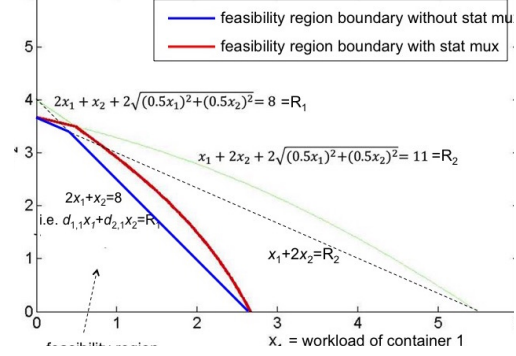 feasibility region boundary without stat mu
feasibility region boundary with stat mux
5
4
3
2
1
0
2x₁ + x₂ + 2√((0.5x₁)²+(0.5x₂)²)= 8 =R₁
x₁ + 2x₂ + 2√((0.5x₁)²+(0.5x₂)²)= 11 =R₂
2x₁+x₂=8
i.e. d₁,₁x₁+d₂,₁x₂=R₁
x₁+2x₂=R₂
0 1 2 3 4 5
x₁ = workload of container 1
feasibility region